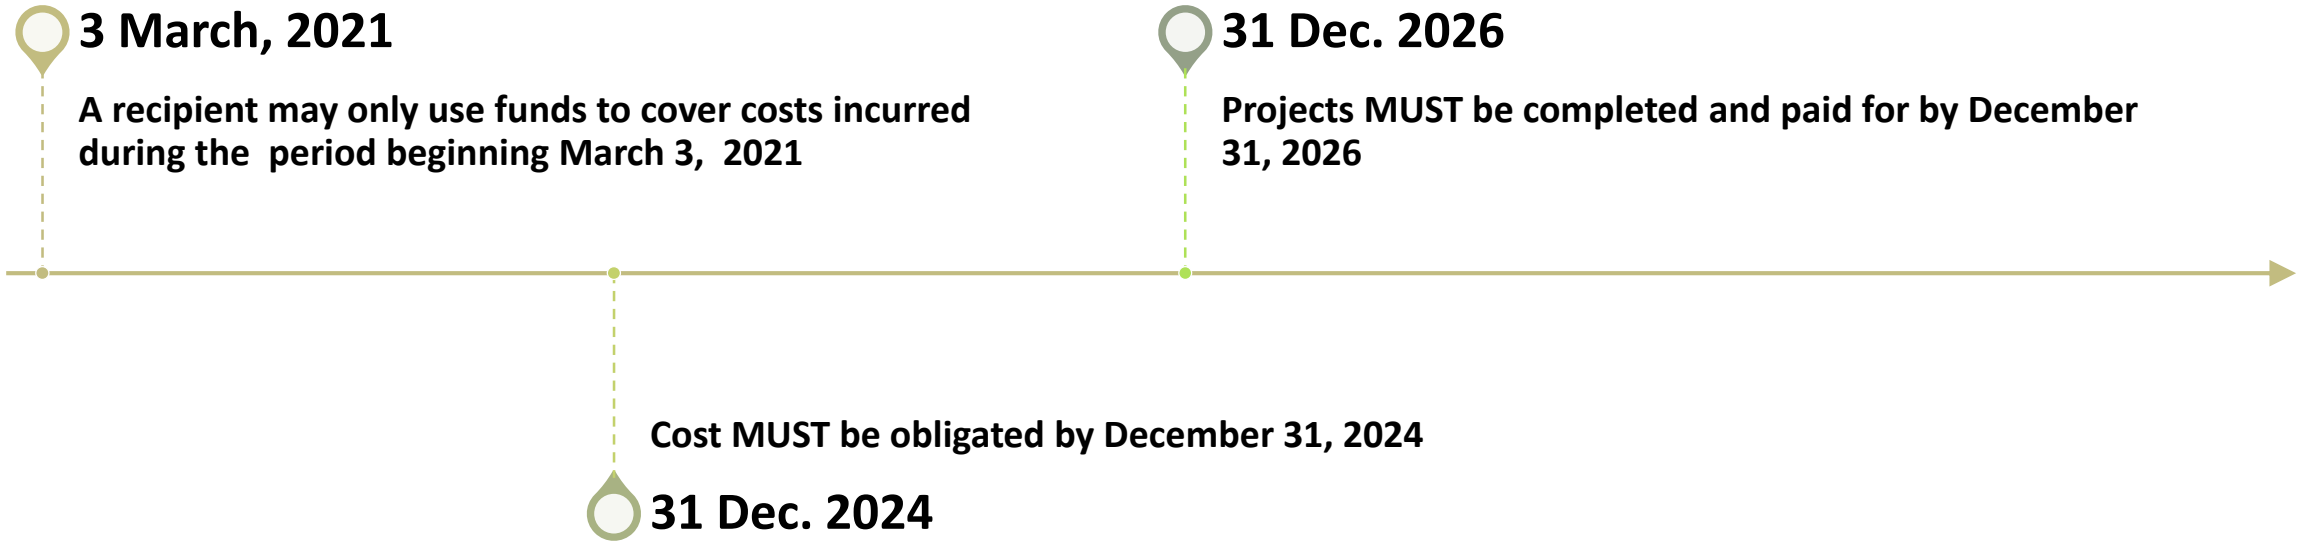 3 March, 2021
A recipient may only use funds to cover costs incurred
during the  period beginning March 3,  2021
31 Dec. 2026
Projects MUST be completed and paid for by December
31, 2026
Cost MUST be obligated by December 31, 2024
31 Dec. 2024